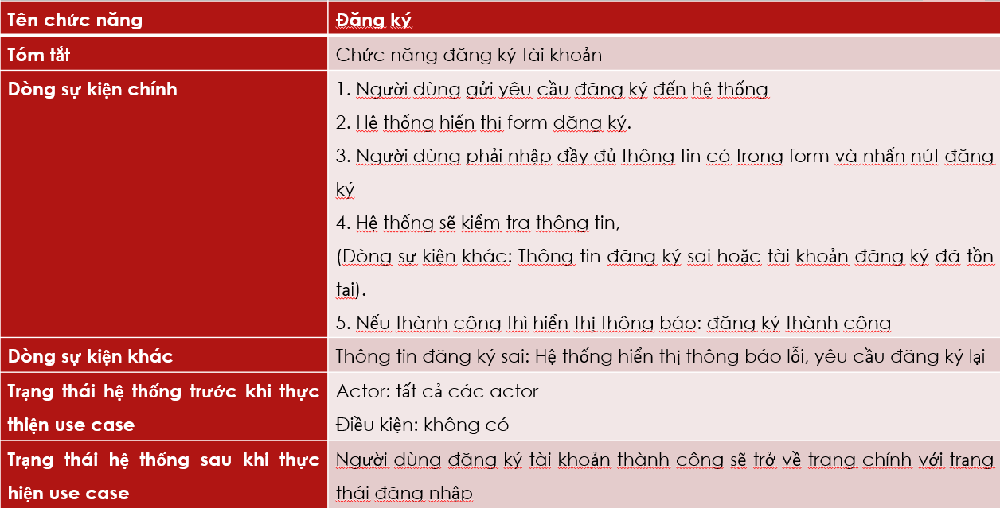 Tên chức năng
Đăng ký
Tóm tắt
Chức năng đăng ký tài khoản
Dòng sự kiện chính
1. Người dùng gửi yêu cầu đăng ký đến hệ thống
2. Hệ thống hiển thị form đăng ký.
3. Người dùng phải nhập đầy đủ thông tin có trong form và nhấn nút đăng
ký
4. Hệ thống sẽ kiểm tra thông tin,
(Dòng sự kiện khác: Thông tin đăng ký sai hoặc tài khoản đăng ký đã tồn
tại).
5. Nếu thành công thì hiển thị thông báo: đăng ký thành công
Dòng sự kiện khác
Thông tin đăng ký sai: Hệ thống hiển thị thông báo lỗi, yêu cầu đăng ký lại
Trạng thái hệ thống trước khi thực
thiện use case
Actor: tất cả các actor
Điều kiện: không có
Trạng thái hệ thống sau khi thực
hiện use case
Người dùng đăng ký tài khoản thành công sẽ trở về trang chính với trạng
thái đăng nhập